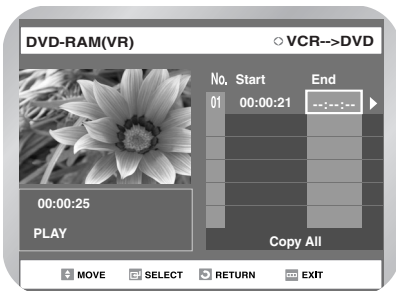 DVD-RAM(VR) VCR-->DVD
No. Start End
01 00:00:21 --:--:--
00:00:25
PLAY
Copy All
MOVE SELECT RETURN EXIT